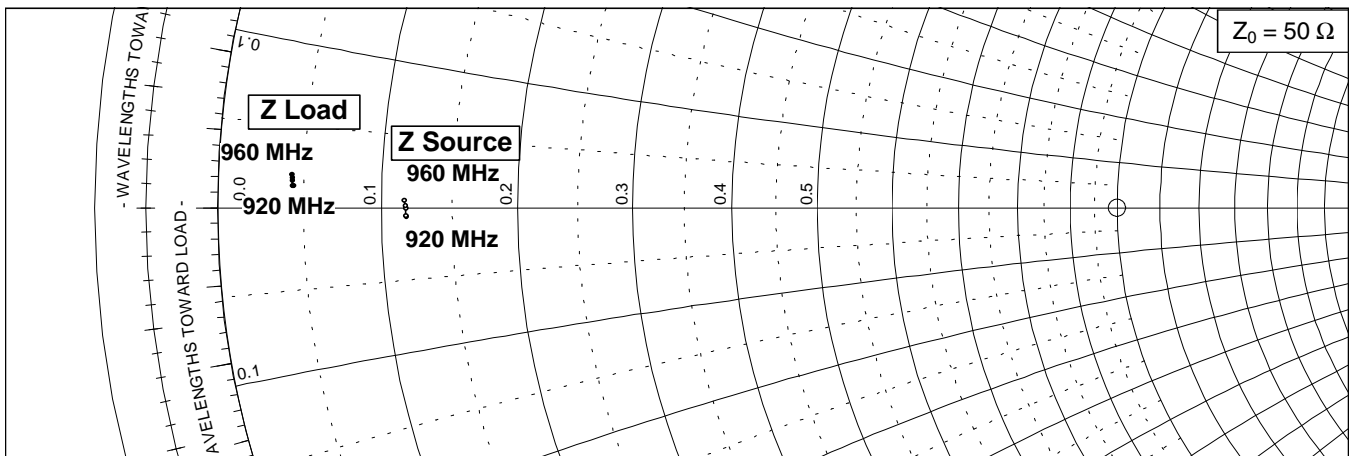 Z₀ = 50 Ω
- WAVELENGTHS TOWA
0.1
Z Load
Z Source
960 MHz
960 MHz
0.0
0.1
0.2
0.3
0.4
0.5
920 MHz
920 MHz
AVELENGTHS TOWARD LOAD -
0.1